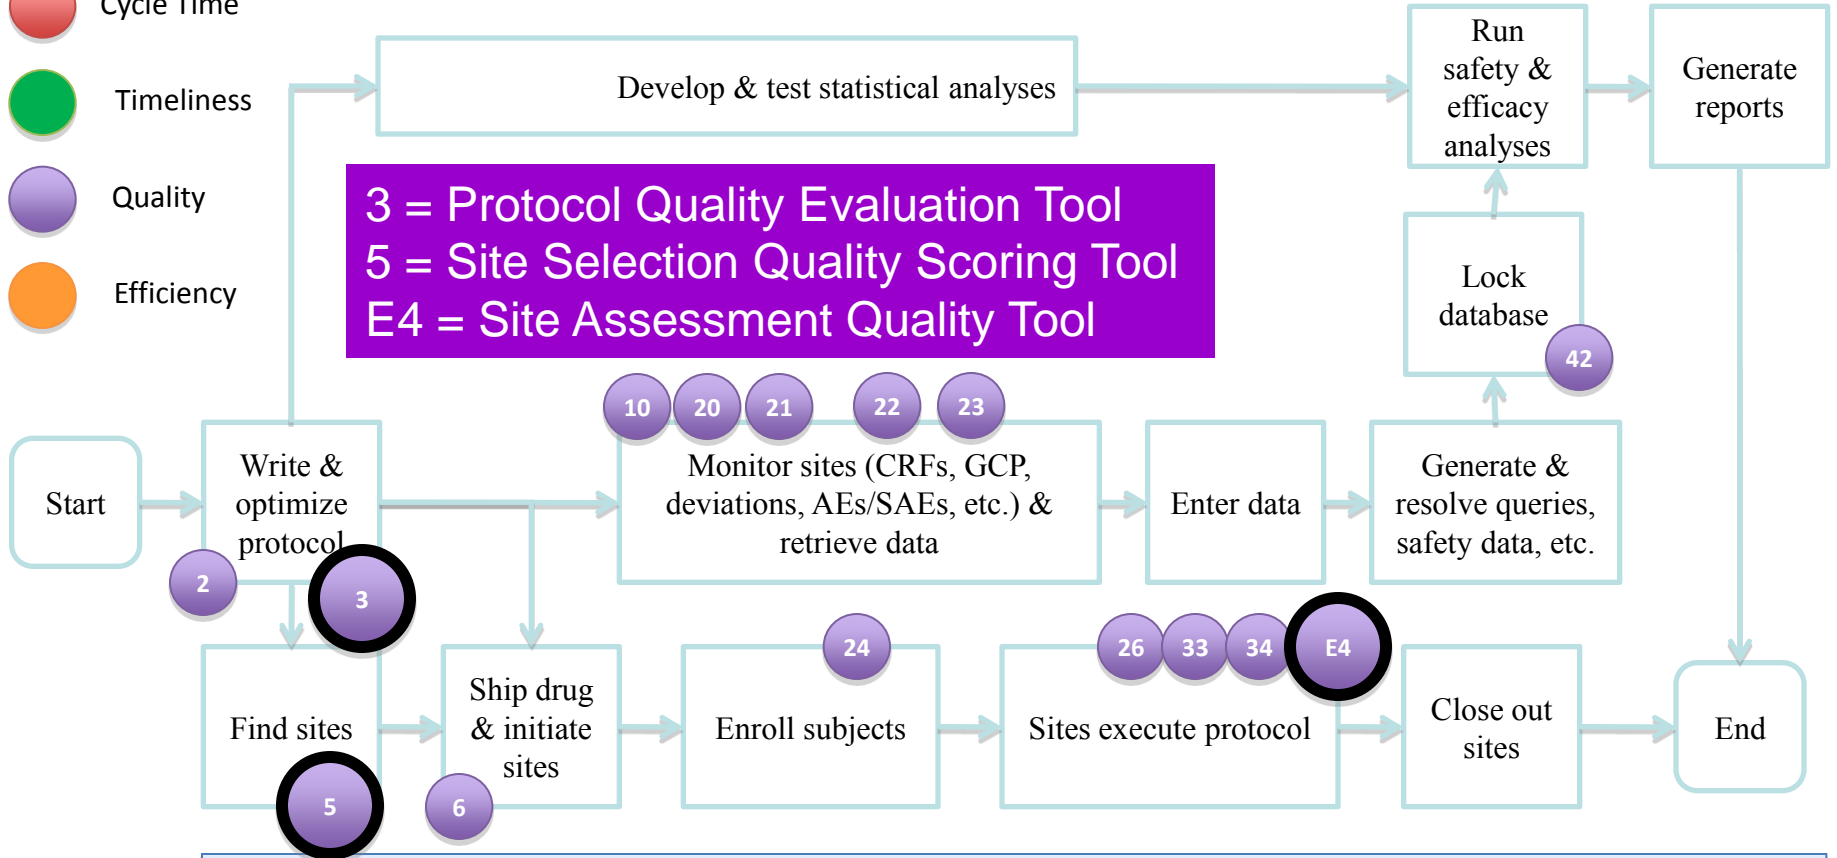 Cycle Time
Timeliness
Quality
Efficiency
Develop & test statistical analyses
Run
safety &
efficacy
analyses
Generate
reports
3 = Protocol Quality Evaluation Tool
5 = Site Selection Quality Scoring Tool
E4 = Site Assessment Quality Tool
Lock
database
42
10
20
21
22
23
Start
Write &
optimize
protocol
2
3
Monitor sites (CRFs, GCP,
deviations, AEs/SAEs, etc.) &
retrieve data
Enter data
Generate &
resolve queries,
safety data, etc.
24
26
33
34
E4
Find sites
5
Ship drug
& initiate
sites
6
Enroll subjects
Sites execute protocol
Close out
sites
End